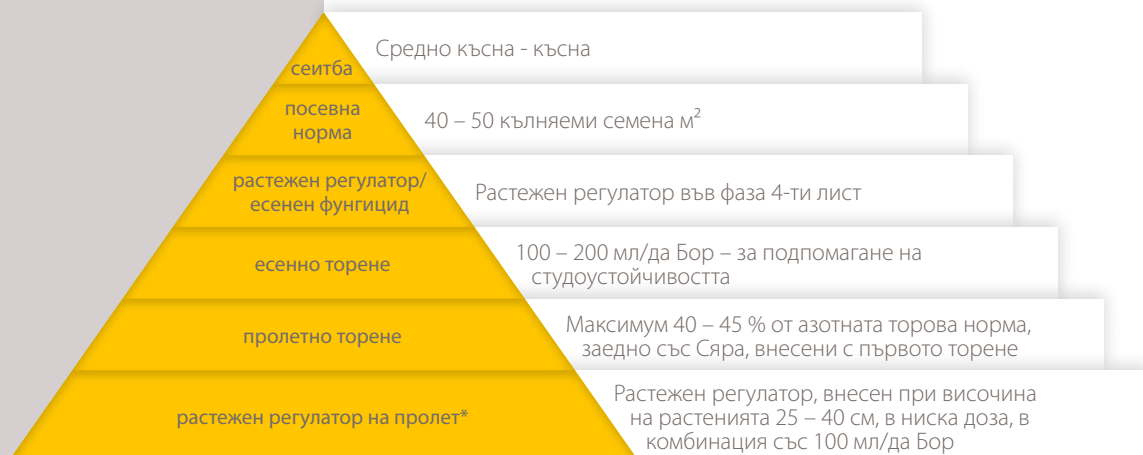 сеитба
Средно късна - късна
посевна
норма
40 – 50 кълняеми семена м²
растежен регулатор/
есенен фунгицид
Растежен регулатор във фаза 4-ти лист
есенно торене
100 – 200 мл/да Бор – за подпомагане на
студоустойчивостта
пролетно торене
Максимум 40 – 45 % от азотната торова норма,
заедно със Сяра, внесени с първото торене
растежен регулатор на пролет*
Растежен регулатор, внесен при височина
на растенията 25 – 40 см, в ниска доза, в
комбинация със 100 мл/да Бор